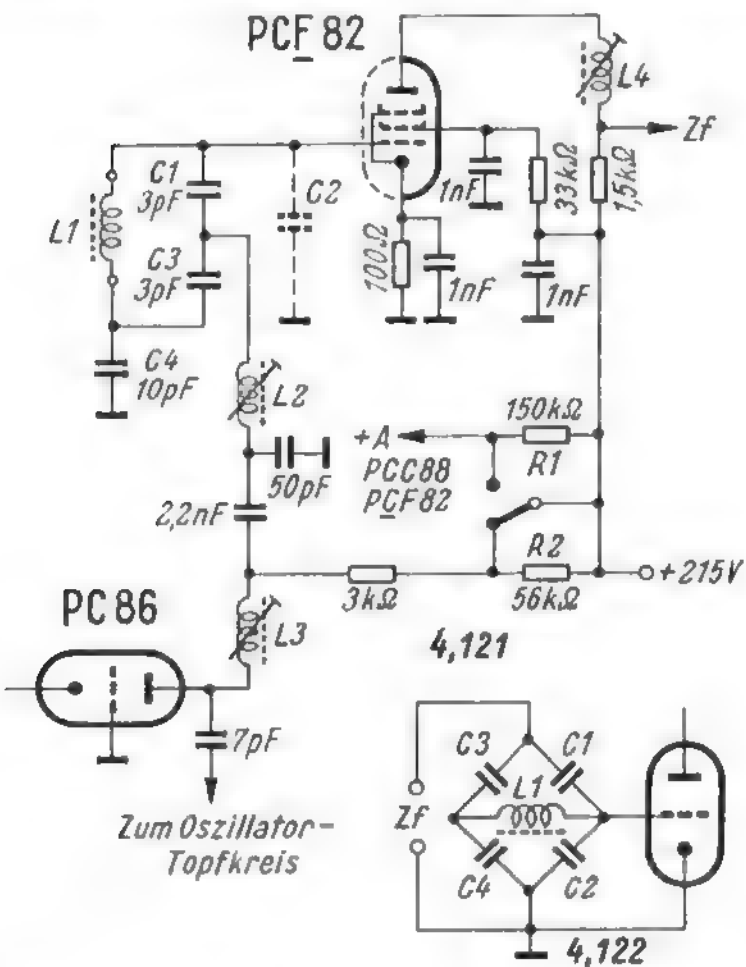 PCF 82
L4
Zf
C1
3pF
C2
L1
C3
3pF
1nF
33kΩ
1,5kΩ
100Ω
1nF
1nF
C4
10pF
L2
+A
150kΩ
R1
PCC88
PCF82
50pF
2,2nF
R2
+215V
3kΩ
56kΩ
PC 86
L3
4,121
7pF
Zum Oszillator-
Topfkreis
C3
C1
L1
Zf
C4
C2
4,122